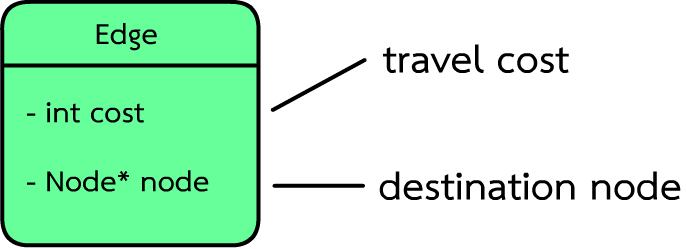 Edge
- int cost
- Node* node
travel cost
destination node